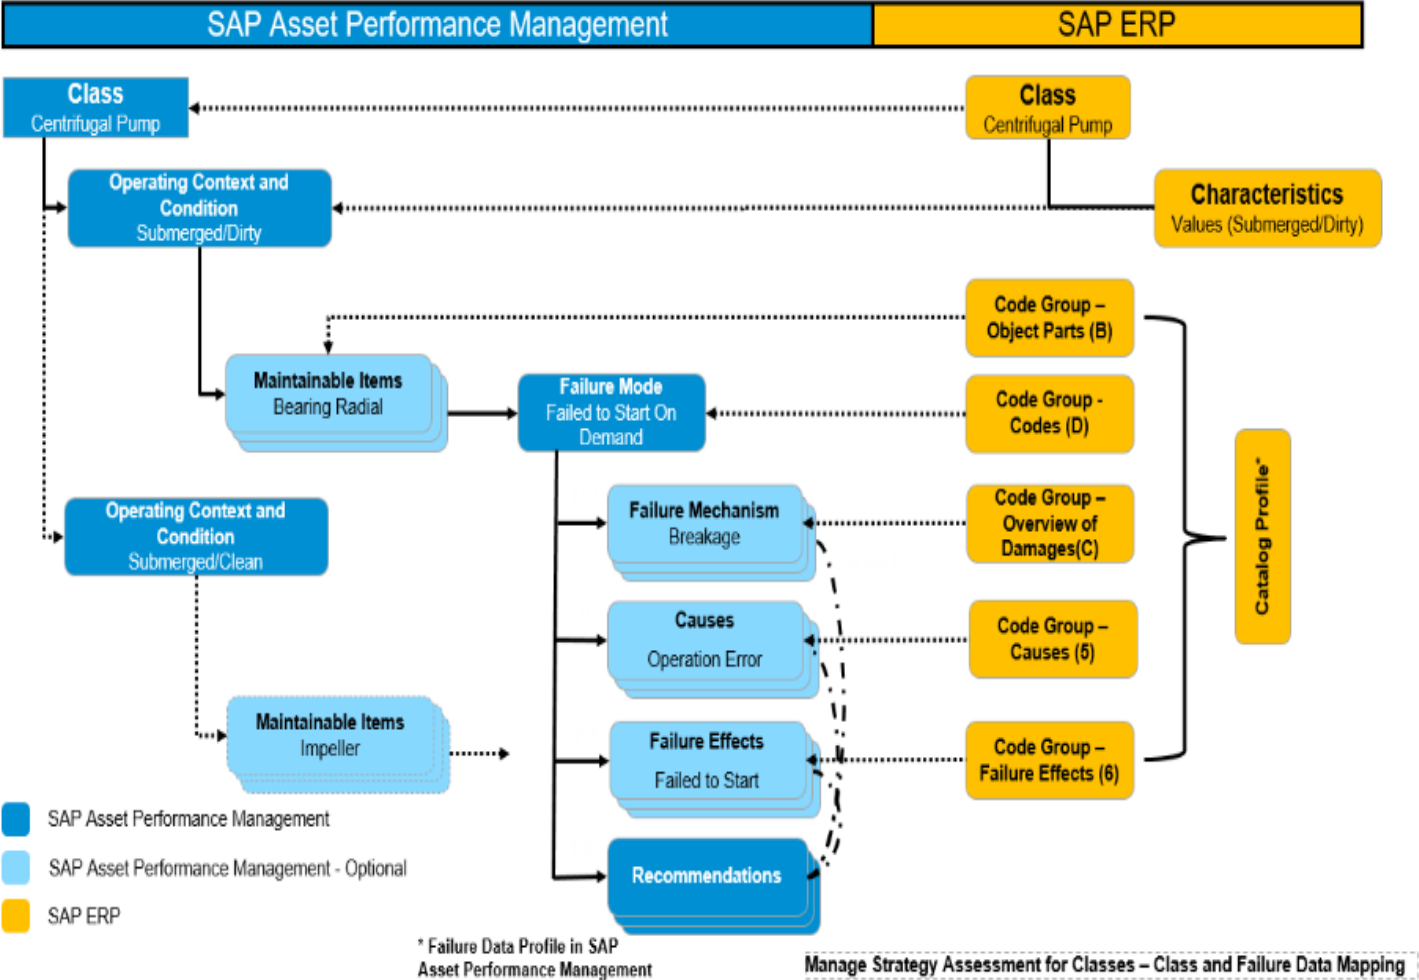 SAP Asset Performance Management
SAP ERP
Class
Centrifugal Pump
Class
Centrifugal Pump
Operating Context and
Condition
Submerged/Dirty
Characteristics
Values (Submerged/Dirty)
Code Group –
Object Parts (B)
Maintainable Items
Bearing Radial
Failure Mode
Failed to Start On
Demand
Code Group -
Codes (D)
Catalog Profile*
Operating Context and
Condition
Submerged/Clean
Failure Mechanism
Breakage
Code Group –
Overview of
Damages(C)
Causes
Operation Error
Code Group –
Causes (5)
Maintainable Items
Impeller
Failure Effects
Failed to Start
Code Group –
Failure Effects (6)
SAP Asset Performance Management
SAP Asset Performance Management - Optional
SAP ERP
Recommendations
* Failure Data Profile in SAP
Asset Performance Management
Manage Strategy Assessment for Classes – Class and Failure Data Mapping